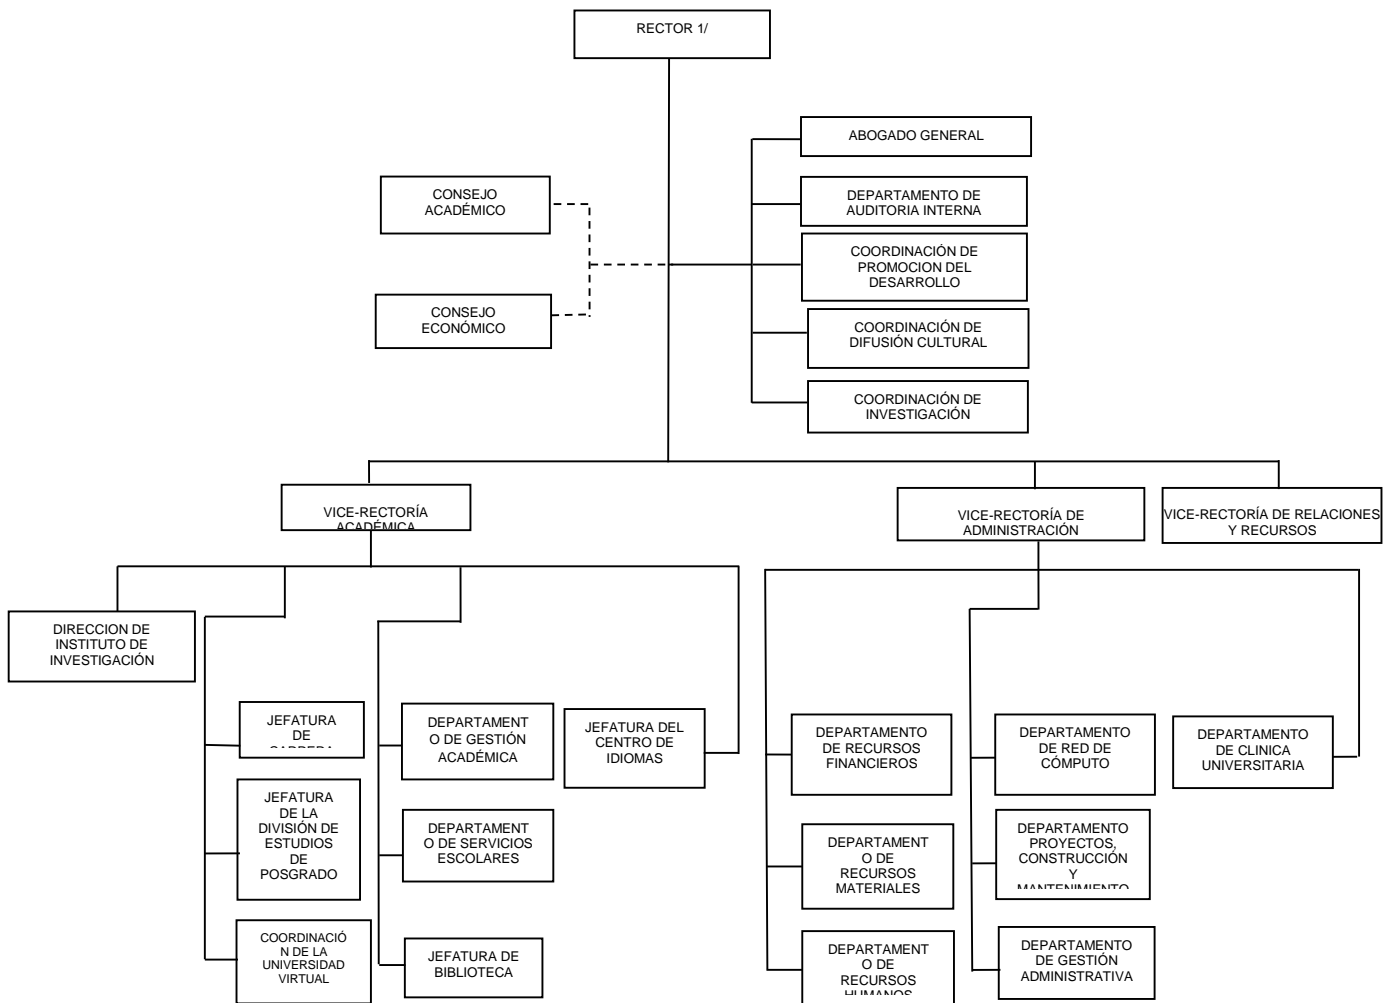 RECTOR 1/
ABOGADO GENERAL
CONSEJO
ACADÉMICO
DEPARTAMENTO DE
AUDITORIA INTERNA
COORDINACIÓN DE
PROMOCION DEL
DESARROLLO
CONSEJO
ECONÓMICO
COORDINACIÓN DE
DIFUSIÓN CULTURAL
COORDINACIÓN DE
INVESTIGACIÓN
VICE-RECTORÍA
ACADÉMICA
VICE-RECTORÍA DE
ADMINISTRACIÓN
VICE-RECTORÍA DE RELACIONES
Y RECURSOS
DIRECCION DE
INSTITUTO DE
INVESTIGACIÓN
JEFATURA
DE
CARRERA
DEPARTAMENT
O DE GESTIÓN
ACADÉMICA
JEFATURA DEL
CENTRO DE
IDIOMAS
DEPARTAMENTO
DE RECURSOS
FINANCIEROS
DEPARTAMENTO
DE RED DE
CÓMPUTO
DEPARTAMENTO
DE CLINICA
UNIVERSITARIA
JEFATURA
DE LA
DIVISIÓN DE
ESTUDIOS
DE
POSGRADO
DEPARTAMENT
O DE SERVICIOS
ESCOLARES
DEPARTAMENT
O DE
RECURSOS
MATERIALES
DEPARTAMENTO
PROYECTOS,
CONSTRUCCIÓN
Y
MANTENIMIENTO
COORDINACIÓ
N DE LA
UNIVERSIDAD
VIRTUAL
JEFATURA DE
BIBLIOTECA
DEPARTAMENT
O DE
RECURSOS
HUMANOS
DEPARTAMENTO
DE GESTIÓN
ADMINISTRATIVA